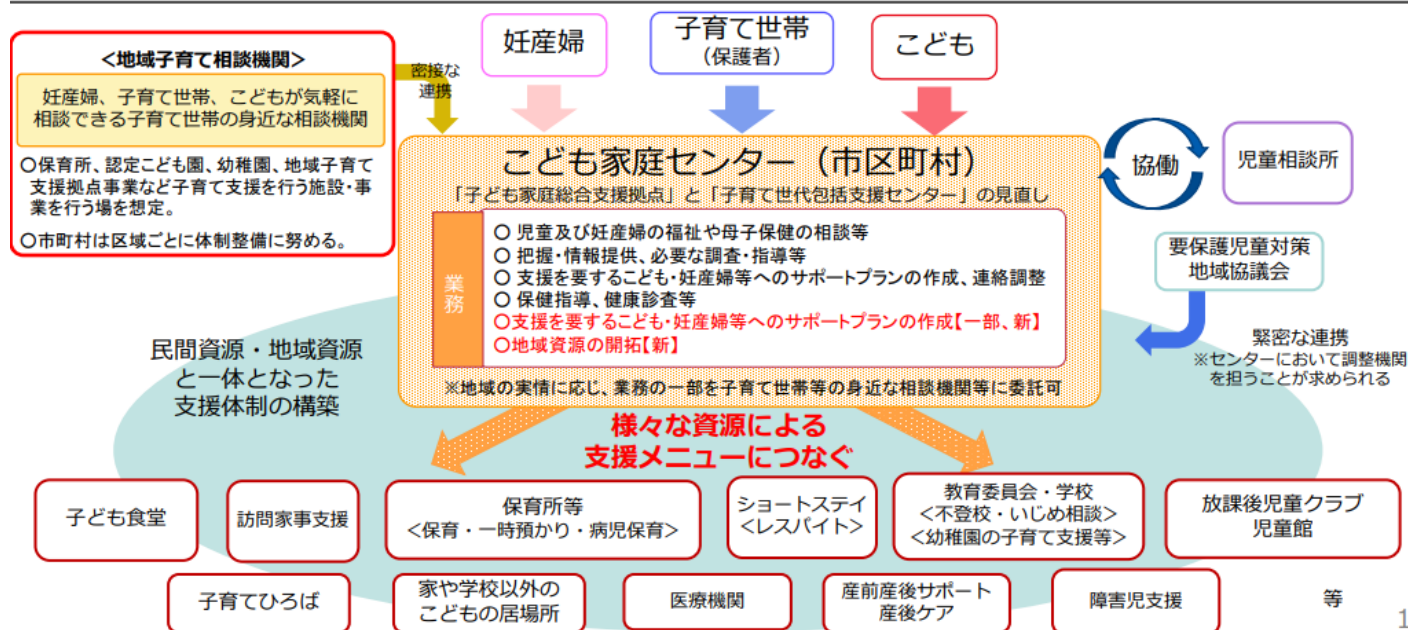 <地域子育て相談機関>
妊産婦、子育て世帯、こどもが気軽に
相談できる子育て世帯の身近な相談機関
○保育所、認定こども園、幼稚園、地域子育て
支援拠点事業など子育て支援を行う施設・事
業を行う場を想定。
○市町村は区域ごとに体制整備に努める。
密接な
連携
妊産婦
子育て世帯
(保護者)
こども
こども家庭センター(市区町村)
「子ども家庭総合支援拠点」と「子育て世代包括支援センター」の見直し
業務
○ 児童及び妊産婦の福祉や母子保健の相談等
○ 把握・情報提供、必要な調査・指導等
○ 支援を要するこども・妊産婦等へのサポートプランの作成、連絡調整
○ 保健指導、健康診査等
○支援を要するこども・妊産婦等へのサポートプランの作成【一部、新】
○地域資源の開拓【新】
※地域の実情に応じ、業務の一部を子育て世帯等の身近な相談機関等に委託可
協働
児童相談所
要保護児童対策
地域協議会
緊密な連携
※センターにおいて調整機関
を担うことが求められる
民間資源・地域資源
と一体となった
支援体制の構築
様々な資源による
支援メニューにつなぐ
子ども食堂
訪問家事支援
保育所等
<保育・一時預かり・病児保育>
ショートステイ
<レスパイト>
教育委員会・学校
<不登校・いじめ相談>
<幼稚園の子育て支援等>
放課後児童クラブ
児童館
子育てひろば
家や学校以外の
こどもの居場所
医療機関
産前産後サポート
産後ケア
障害児支援
等
1